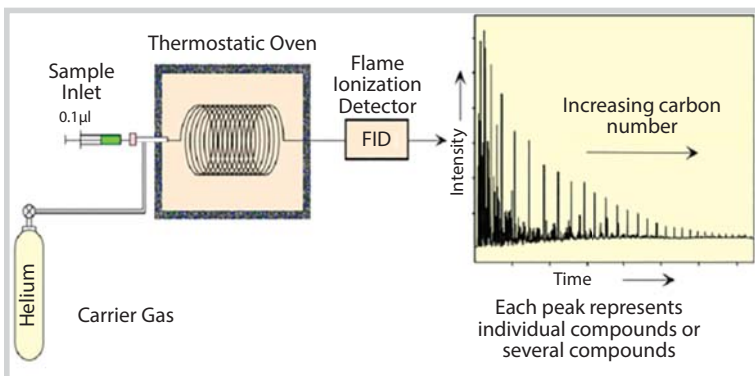 Thermostatic Oven
Sample
Inlet
0.1µl
Flame
Ionization
Detector
FID
Helium
Carrier Gas
Intensity
Increasing carbon
number
Time
Each peak represents
individual compounds or
several compounds